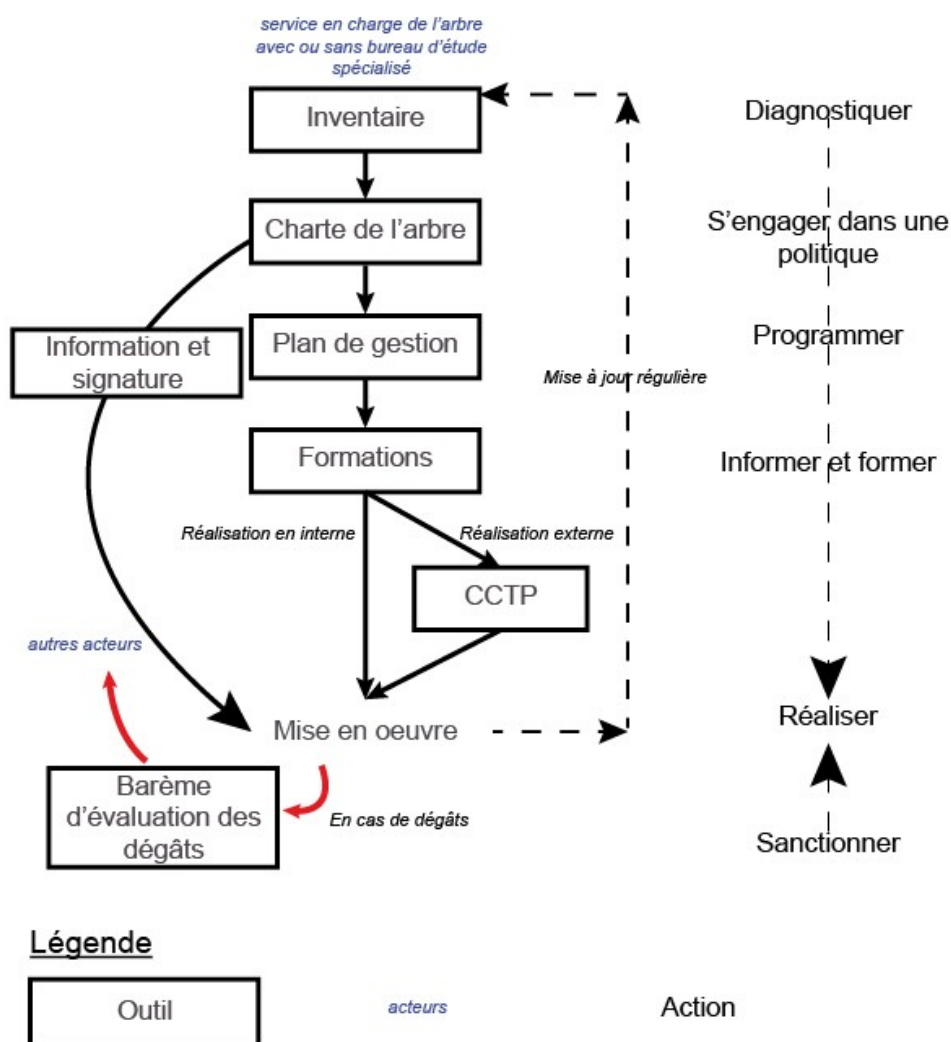 service en charge de l'arbre
avec ou sans bureau d'étude
spécialisé
Inventaire
Diagnostiquer
Charte de l'arbre
S'engager dans une
politique
Information et
signature
Plan de gestion
Programmer
Mise à jour régulière
Formations
Informer et former
Réalisation en interne
Réalisation externe
CCTP
autres acteurs
Mise en oeuvre
Réaliser
Barème
d'évaluation des
dégâts
En cas de dégâts
Sanctionner
Légende
Outil
acteurs
Action